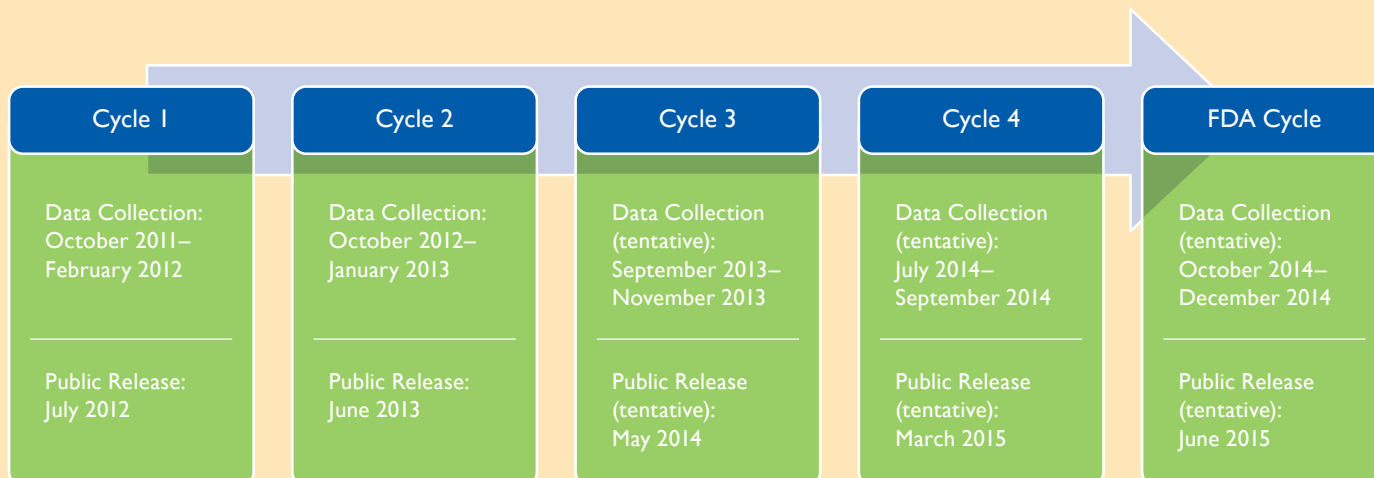 Cycle 1
Data Collection:
October 2011–
February 2012
Public Release:
July 2012
Cycle 2
Data Collection:
October 2012–
January 2013
Public Release:
June 2013
Cycle 3
Data Collection
(tentative):
September 2013–
November 2013
Public Release
(tentative):
May 2014
Cycle 4
Data Collection
(tentative):
July 2014–
September 2014
Public Release
(tentative):
March 2015
FDA Cycle
Data Collection
(tentative):
October 2014–
December 2014
Public Release
(tentative):
June 2015